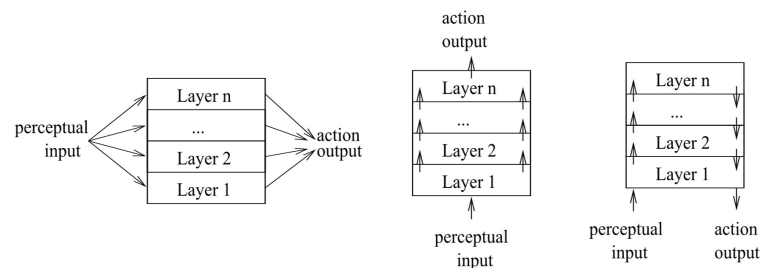 perceptual
input
Layer n
...
Layer 2
Layer 1
action
output
action
output
Layer n
...
Layer 2
Layer 1
perceptual
input
Layer n
...
Layer 2
Layer 1
perceptual
input
action
output